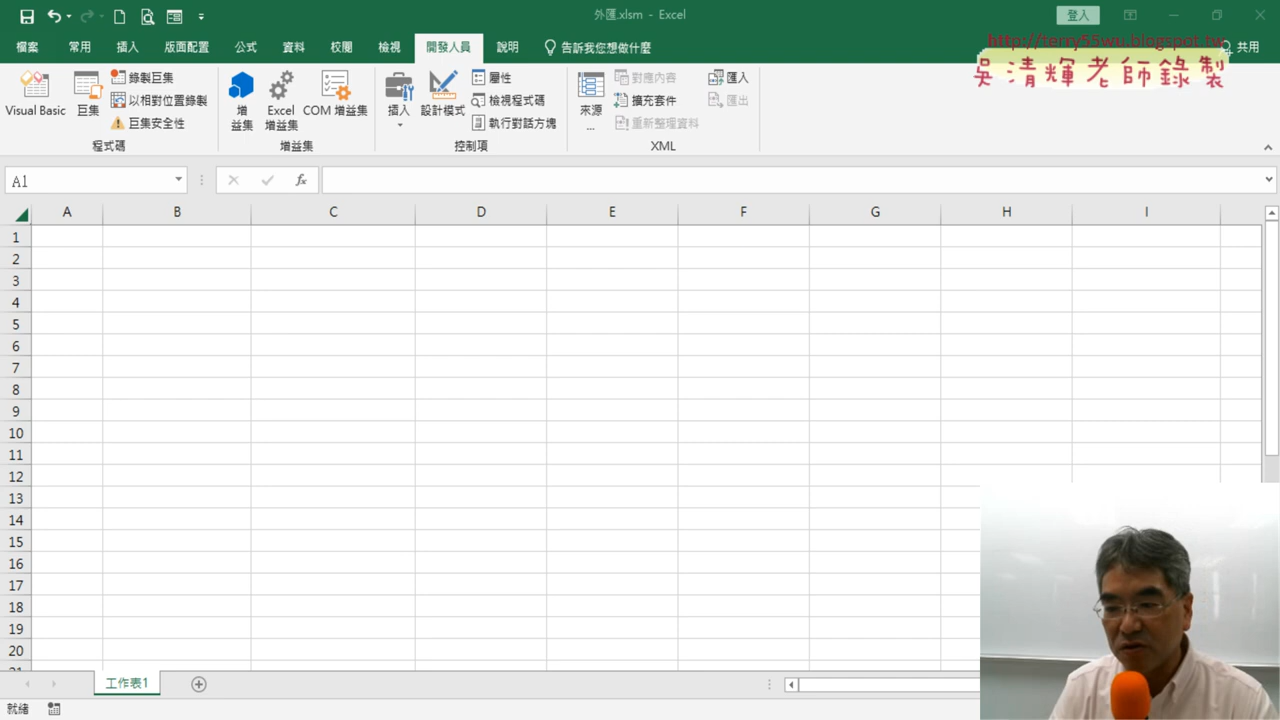 外匯.xlsm - Excel
登入
檔案 常用 插入 版面配置 公式 資料 校閱 檢視 開發人員 說明 告訴我您想做什麼 共用
http://terry55wu.blogspot.tw
吳清輝老師錄製
Visual Basic
巨集
錄製巨集
以相對位置錄製
巨集安全性
程式碼
增
益集
Excel
增益集
COM 增益集
增益集
插入
設計模式
屬性
檢視程式碼
執行對話方塊
控制項
來源
...
對應內容
擴充套件
重新整理資料
匯入
匯出
XML
A1
fx
A B C D E F G H I
1
2
3
4
5
6
7
8
9
10
11
12
13
14
15
16
17
18
19
20
工作表1
就緒